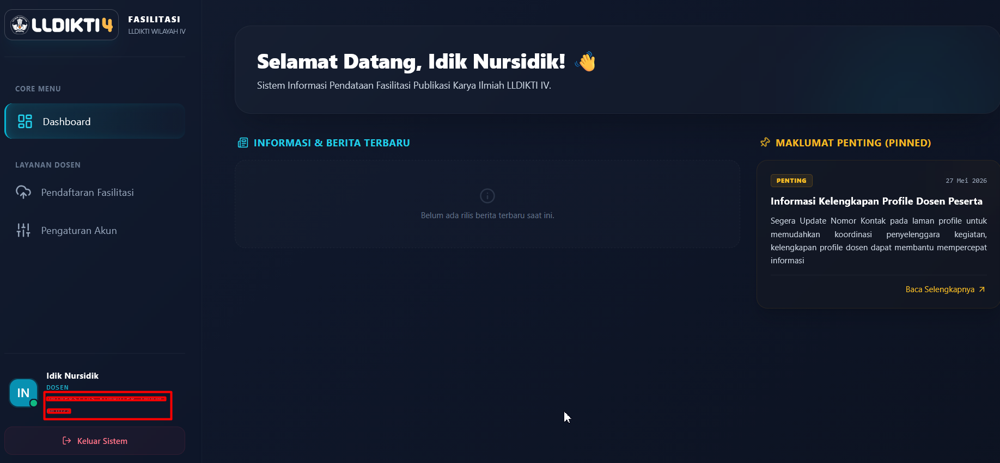 LLDIKTI4
FASILITASI
LLDIKTI WILAYAH IV
CORE MENU
Dashboard
LAYANAN DOSEN
Pendaftaran Fasilitasi
Pengaturan Akun
Idik Nursidik
IN
DOSEN
Keluar Sistem
Selamat Datang, Idik Nursidik! 👋
Sistem Informasi Pendataan Fasilitasi Publikasi Karya Ilmiah LLDIKTI IV.
INFORMASI & BERITA TERBARU
Belum ada rilis berita terbaru saat ini.
MAKLUMAT PENTING (PINNED)
PENTING
27 Mei 2026
Informasi Kelengkapan Profile Dosen Peserta
Segera Update Nomor Kontak pada laman profile untuk
memudahkan koordinasi penyelenggara kegiatan,
kelengkapan profile dosen dapat membantu mempercepat
informasi
Baca Selengkapnya